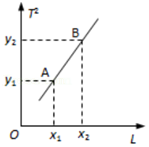 T²
y₂ B
y₁ A
O x₁ x₂ L